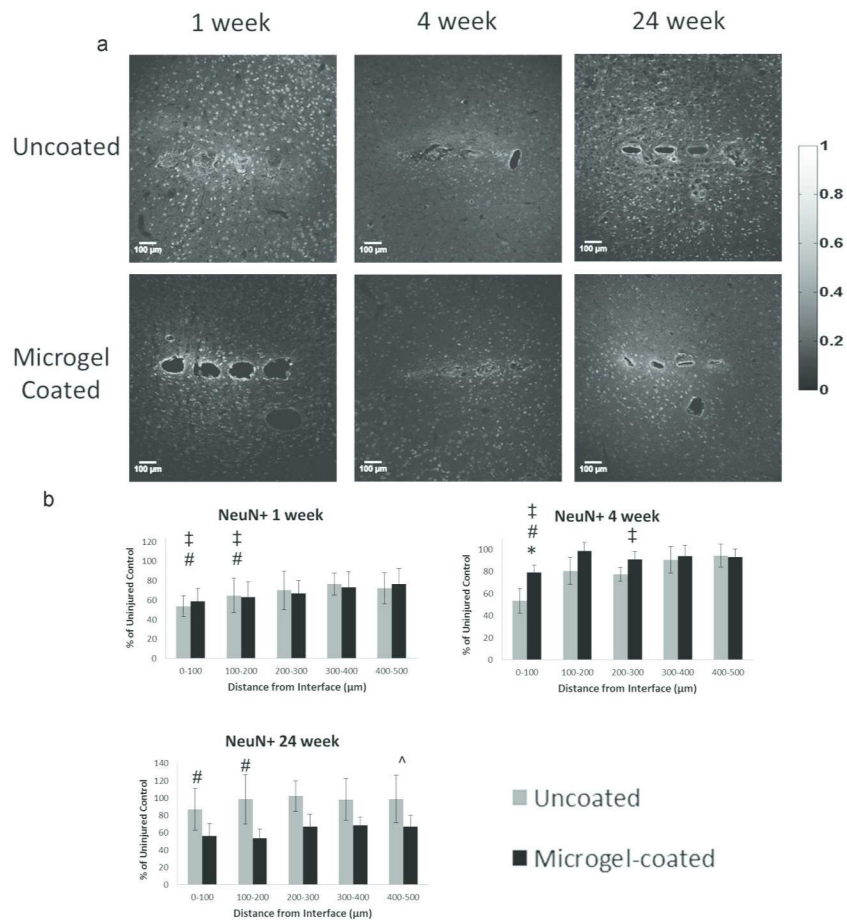 1 week 4 week 24 week
a
Uncoated
100 µm 100 µm 100 µm
1
0.8
0.6
0.4
0.2
0
Microgel
Coated
100 µm 100 µm 100 µm
b
NeuN+ 1 week
‡ ‡
# #
% of Uninjured Control
120
100
80
60
40
20
0
0-100 100-200 200-300 300-400 400-500
Distance from Interface (µm)
NeuN+ 4 week
‡
# ‡
*
% of Uninjured Control
100
80
60
40
20
0
0-100 100-200 200-300 300-400 400-500
Distance from Interface (µm)
NeuN+ 24 week
# # ^
% of Uninjured Control
140
120
100
80
60
40
20
0
0-100 100-200 200-300 300-400 400-500
Distance from Interface (µm)
Uncoated
Microgel-coated